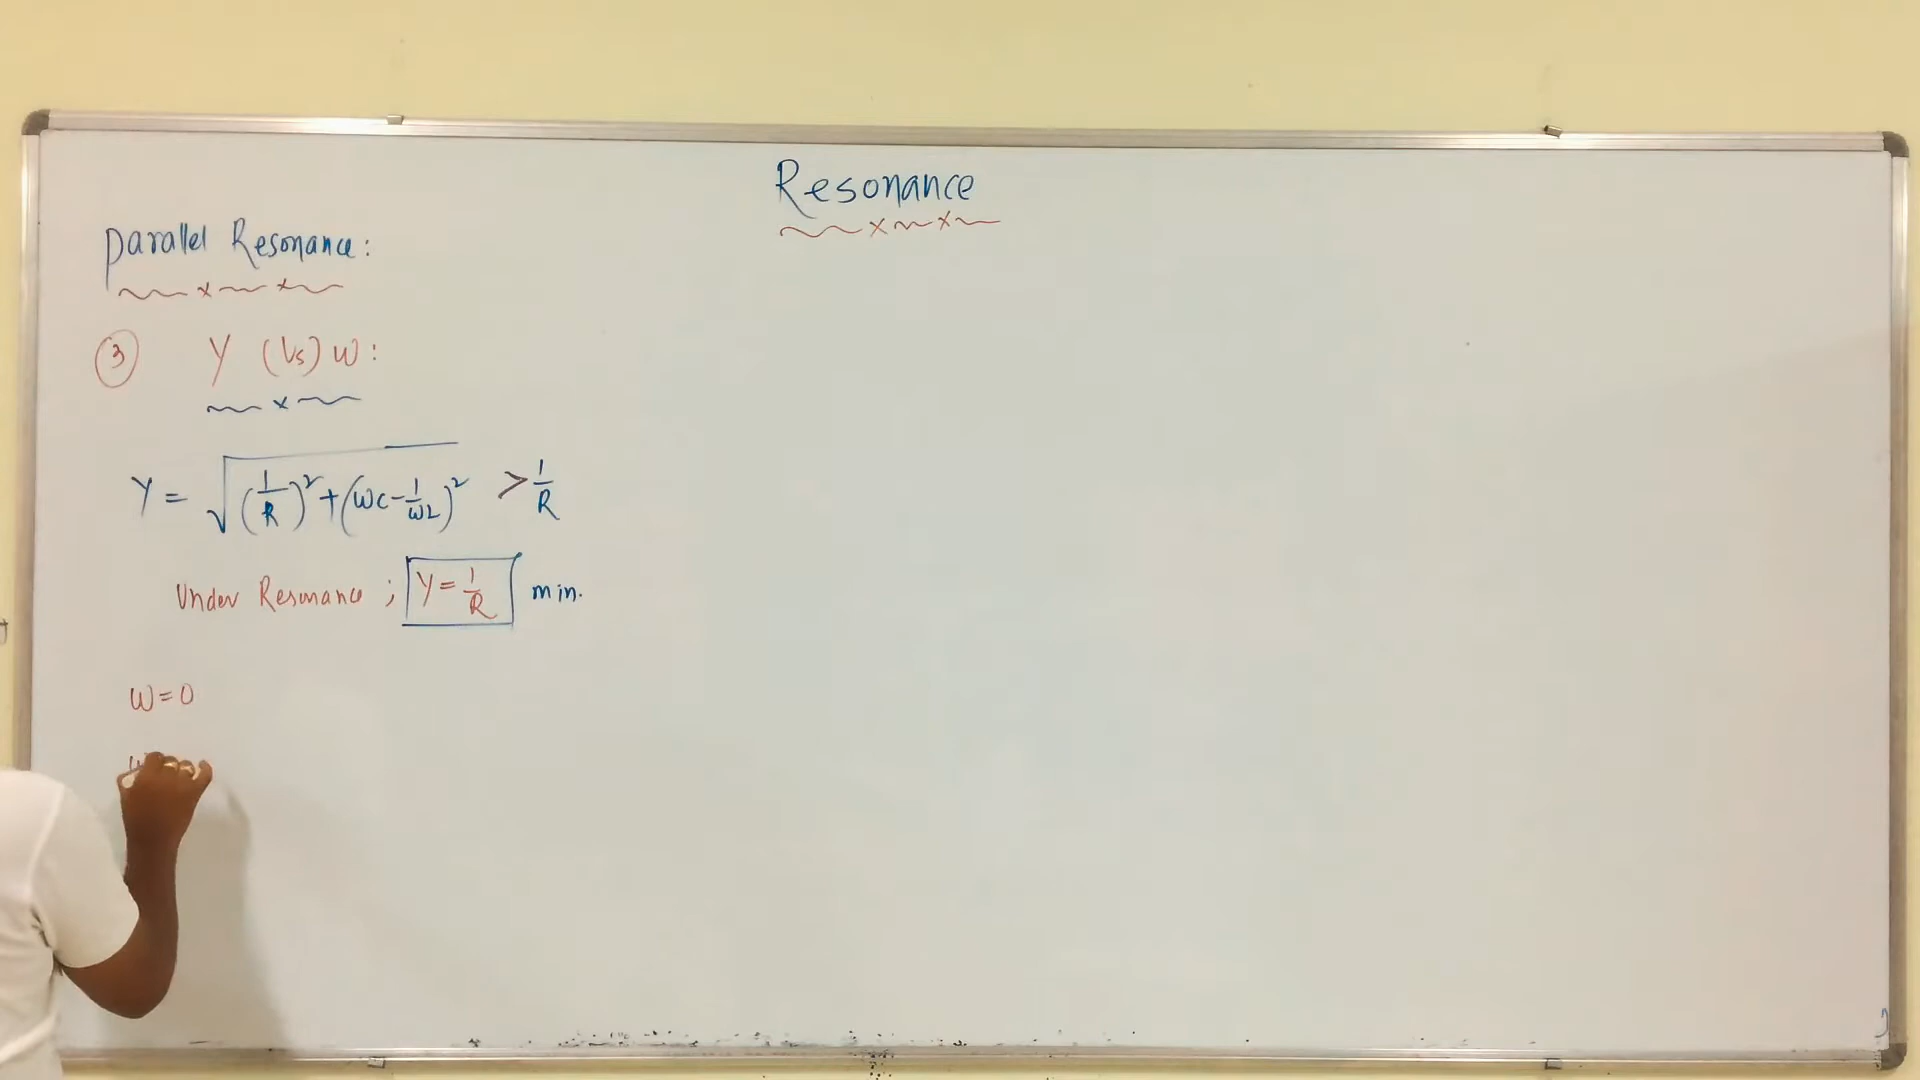 Resonance
Parallel Resonance:
③ Y (Vs) ω:
Y = √((1/R)² + (ωC - 1/ωL)²) > 1/R
Under Resonance ; Y = 1/R min.
ω=0